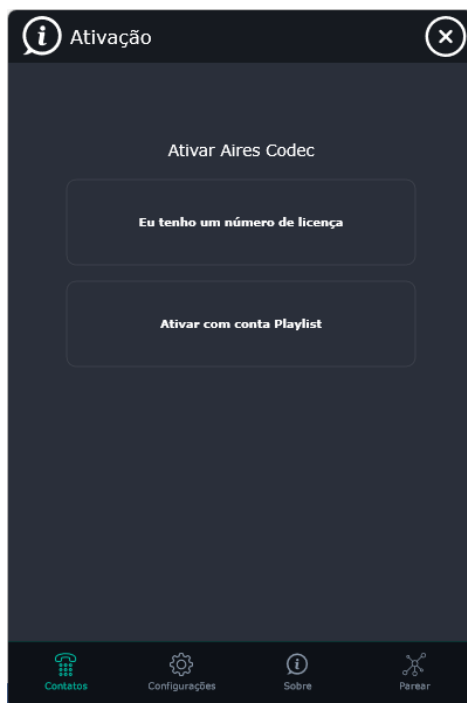 Ativação
Ativar Aires Codec
Eu tenho um número de licença
Ativar com conta Playlist
Contatos
Configurações
Sobre
Parear